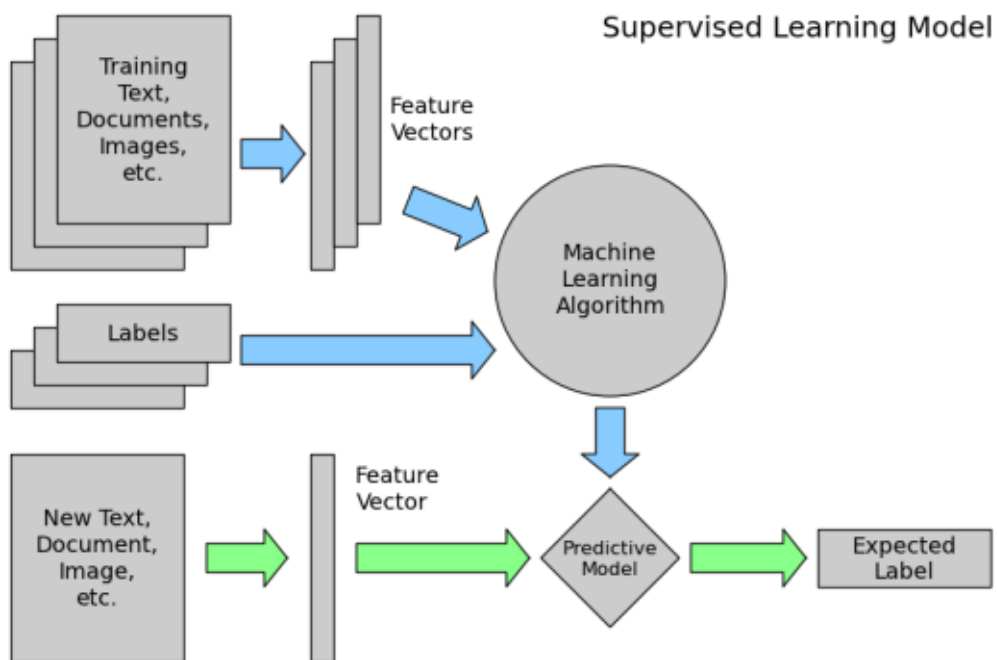 Supervised Learning Model
Training
Text,
Documents,
Images,
etc.
Feature
Vectors
Machine
Learning
Algorithm
Labels
New Text,
Document,
Image,
etc.
Feature
Vector
Predictive
Model
Expected
Label